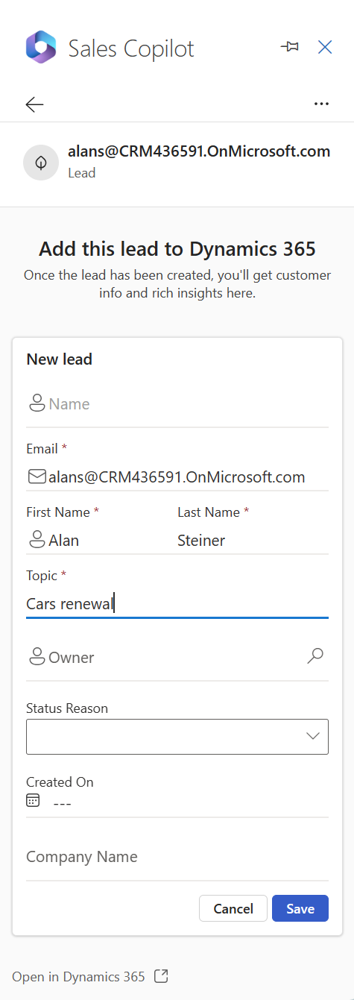 Sales Copilot
alans@CRM436591.OnMicrosoft.com
Lead
Add this lead to Dynamics 365
Once the lead has been created, you'll get customer
info and rich insights here.
New lead
Name
Email *
alans@CRM436591.OnMicrosoft.com
First Name * Last Name *
Alan Steiner
Topic *
Cars renewal
Owner
Status Reason
Created On
---
Company Name
Cancel Save
Open in Dynamics 365